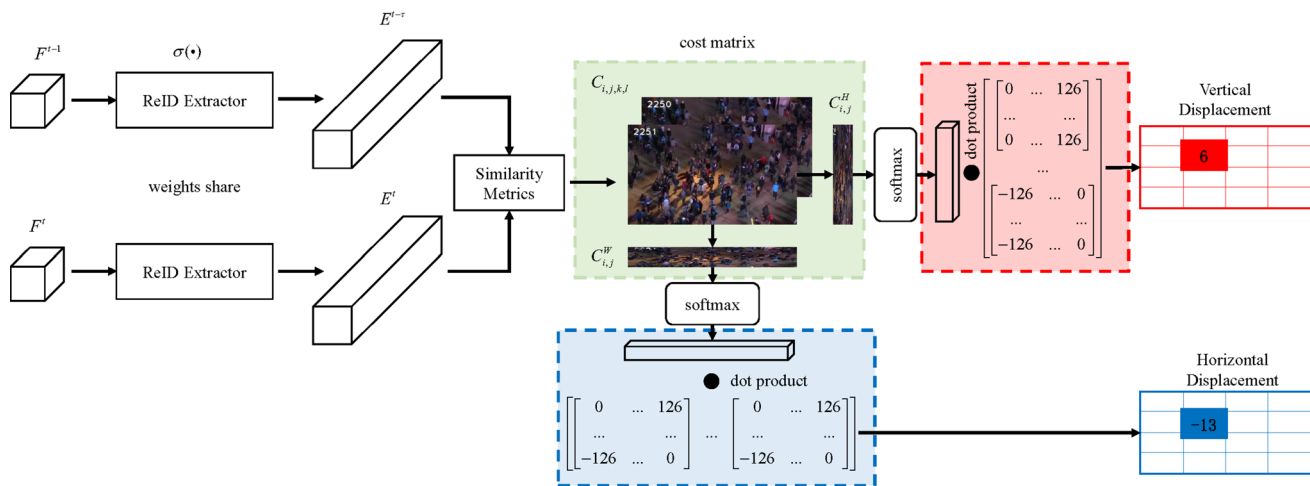 F^{t-1}
σ(•)
ReID Extractor
E^{t-τ}
weights share
F^t
ReID Extractor
E^t
Similarity Metrics
cost matrix
C_{i,j,k,l}
2250
2251
C^H_{i,j}
C^W_{i,j}
softmax
dot product
0 ... 126
... ...
0 ... 126
...
−126 ... 0
... ...
−126 ... 0
Vertical
Displacement
6
softmax
dot product
0 ... 126 0 ... 126
... ... ... ... ...
−126 ... 0 −126 ... 0
Horizontal
Displacement
-13